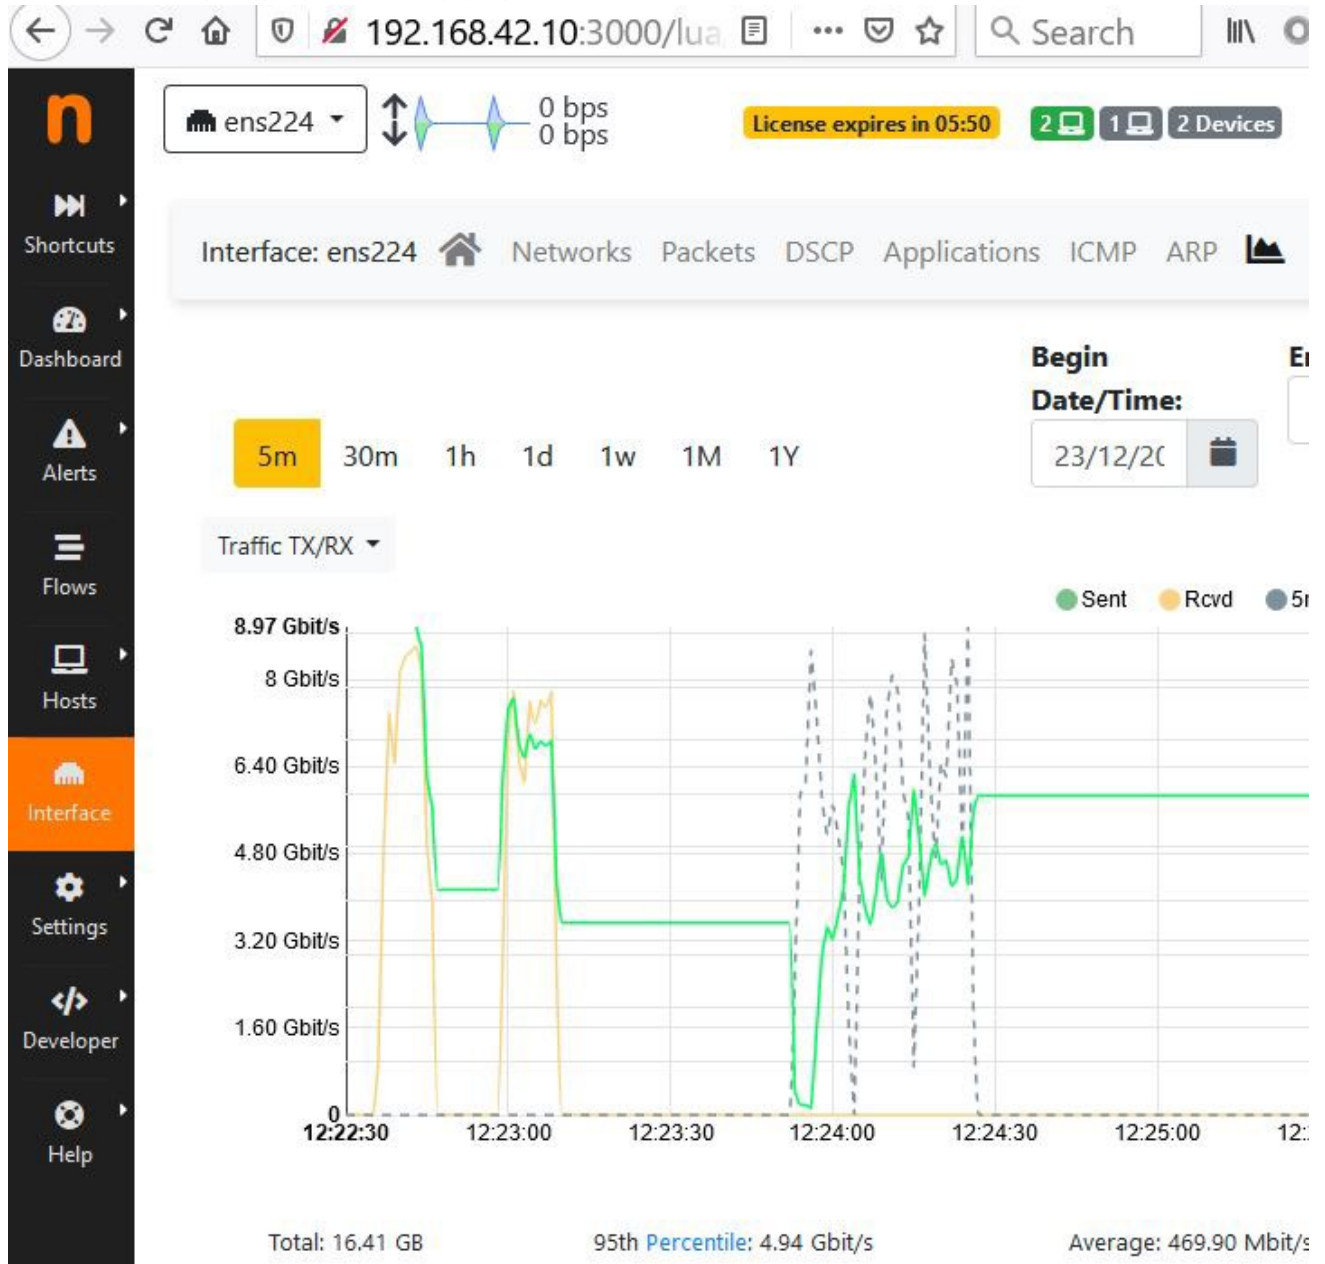 192.168.42.10:3000/lua
Search
n
ens224
0 bps
0 bps
License expires in 05:50
2
1
2 Devices
Shortcuts
Dashboard
Alerts
Flows
Hosts
Interface
Settings
Developer
Help
Interface: ens224
Networks
Packets
DSCP
Applications
ICMP
ARP
Begin
Date/Time:
23/12/20
5m
30m
1h
1d
1w
1M
1Y
Traffic TX/RX
Sent
Rcvd
8.97 Gbit/s
8 Gbit/s
6.40 Gbit/s
4.80 Gbit/s
3.20 Gbit/s
1.60 Gbit/s
0
12:22:30
12:23:00
12:23:30
12:24:00
12:24:30
12:25:00
Total: 16.41 GB
95th Percentile: 4.94 Gbit/s
Average: 469.90 Mbit/s